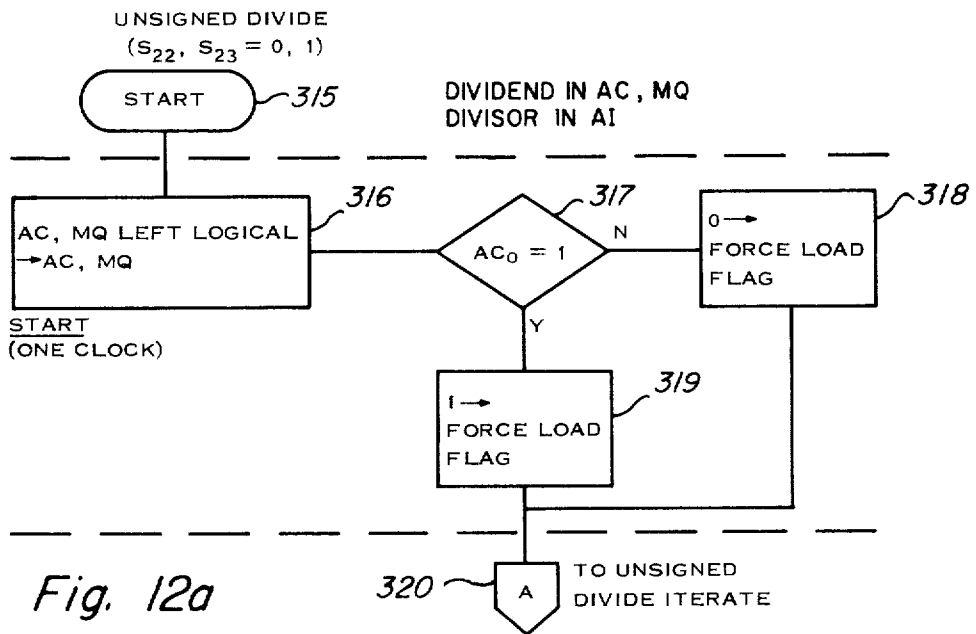 UNSIGNED DIVIDE
(S22, S23 = 0, 1)
START
315
DIVIDEND IN AC, MQ
DIVISOR IN AI
316
AC, MQ LEFT LOGICAL
→AC, MQ
START
(ONE CLOCK)
317
AC0 = 1
N
Y
318
0→
FORCE LOAD
FLAG
319
1→
FORCE LOAD
FLAG
320
A
TO UNSIGNED
DIVIDE ITERATE
Fig. 12a